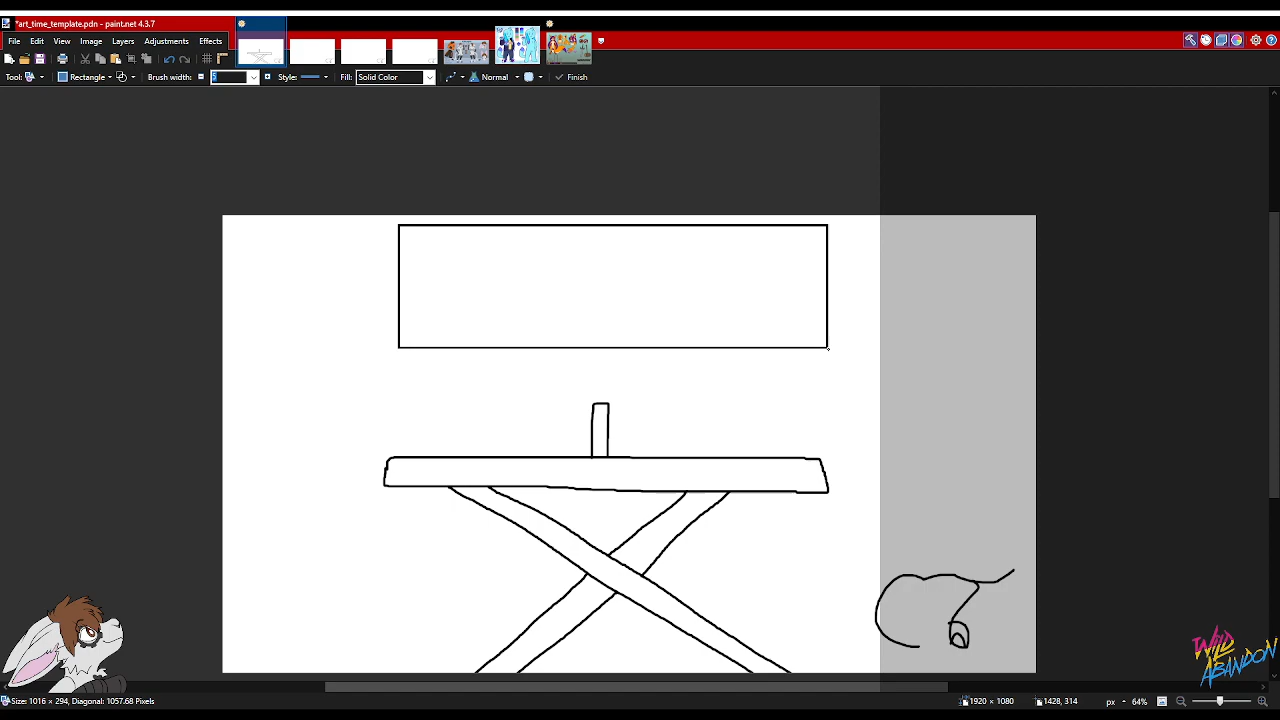 *art_time_template.pdn - paint.net 4.3.7
File Edit View Image Layers Adjustments Effects
Tool: Rectangle Brush width: 5 Style: Fill: Solid Color Normal Finish
WILD
ABANDON
Size: 1016 × 294, Diagonal: 1057.68 Pixels 1920 × 1080 1428, 314 px 64%